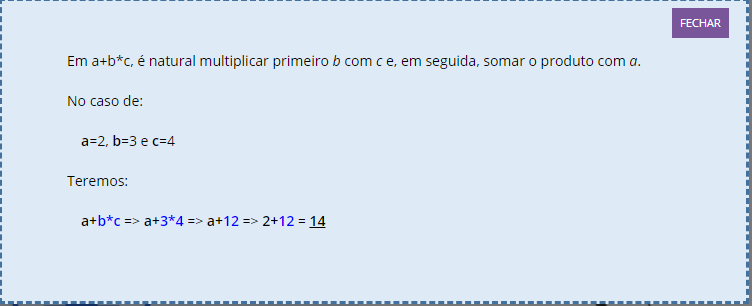 FECHAR
Em a+b*c, é natural multiplicar primeiro b com c e, em seguida, somar o produto com a.
No caso de:
a=2, b=3 e c=4
Teremos:
a+b*c => a+3*4 => a+12 => 2+12 = 14